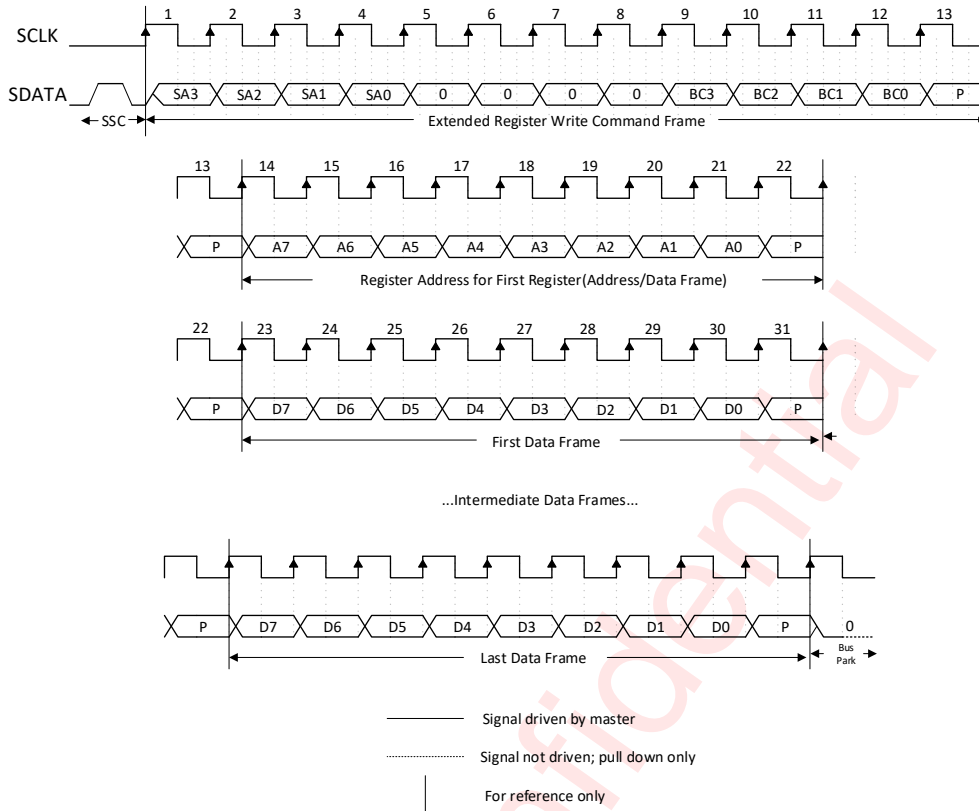 1 2 3 4 5 6 7 8 9 10 11 12 13
SCLK
SDATA SA3 SA2 SA1 SA0 0 0 0 0 BC3 BC2 BC1 BC0 P
SSC Extended Register Write Command Frame
13 14 15 16 17 18 19 20 21 22
P A7 A6 A5 A4 A3 A2 A1 A0 P
Register Address for First Register(Address/Data Frame)
22 23 24 25 26 27 28 29 30 31
P D7 D6 D5 D4 D3 D2 D1 D0 P
First Data Frame
...Intermediate Data Frames...
P D7 D6 D5 D4 D3 D2 D1 D0 P 0
Last Data Frame
Bus
Park
Signal driven by master
Signal not driven; pull down only
For reference only
nfidential